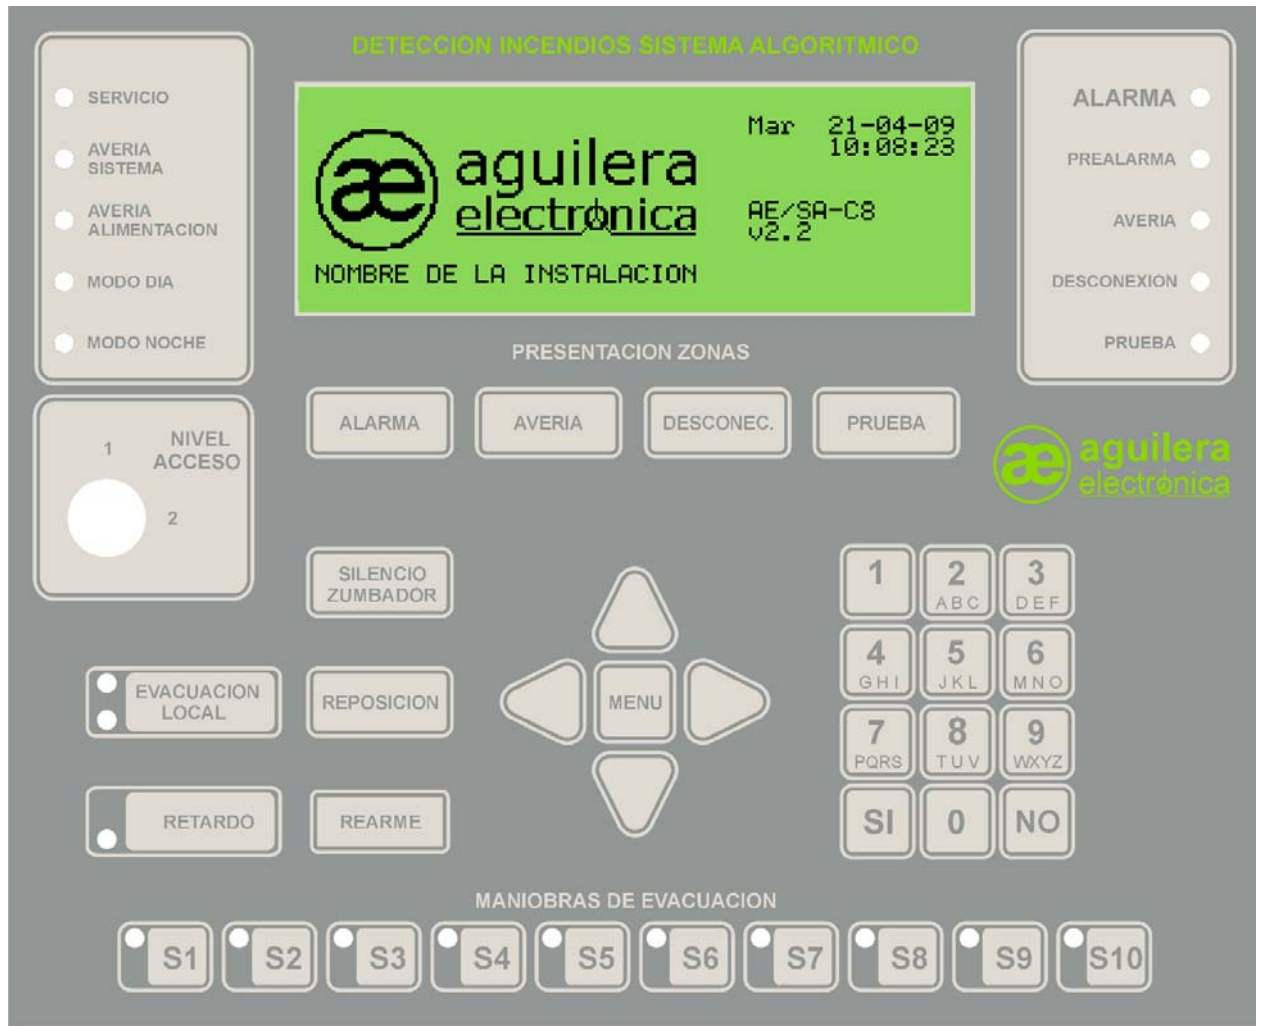 DETECCION INCENDIOS SISTEMA ALGORITMICO
SERVICIO
AVERIA
SISTEMA
AVERIA
ALIMENTACION
MODO DIA
MODO NOCHE
Mar 21-04-09
10:08:23
æ aguilera
electrónica
AE/SA-C8
v2.2
NOMBRE DE LA INSTALACION
ALARMA
PREALARMA
AVERIA
DESCONEXION
PRUEBA
PRESENTACION ZONAS
ALARMA
AVERIA
DESCONEC.
PRUEBA
1
NIVEL
ACCESO
2
æ aguilera
electrónica
SILENCIO
ZUMBADOR
EVACUACION
LOCAL
REPOSICION
MENU
RETARDO
REARME
1
2
ABC
3
DEF
4
GHI
5
JKL
6
MNO
7
PQRS
8
TUV
9
WXYZ
SI
0
NO
MANIOBRAS DE EVACUACION
S1
S2
S3
S4
S5
S6
S7
S8
S9
S10